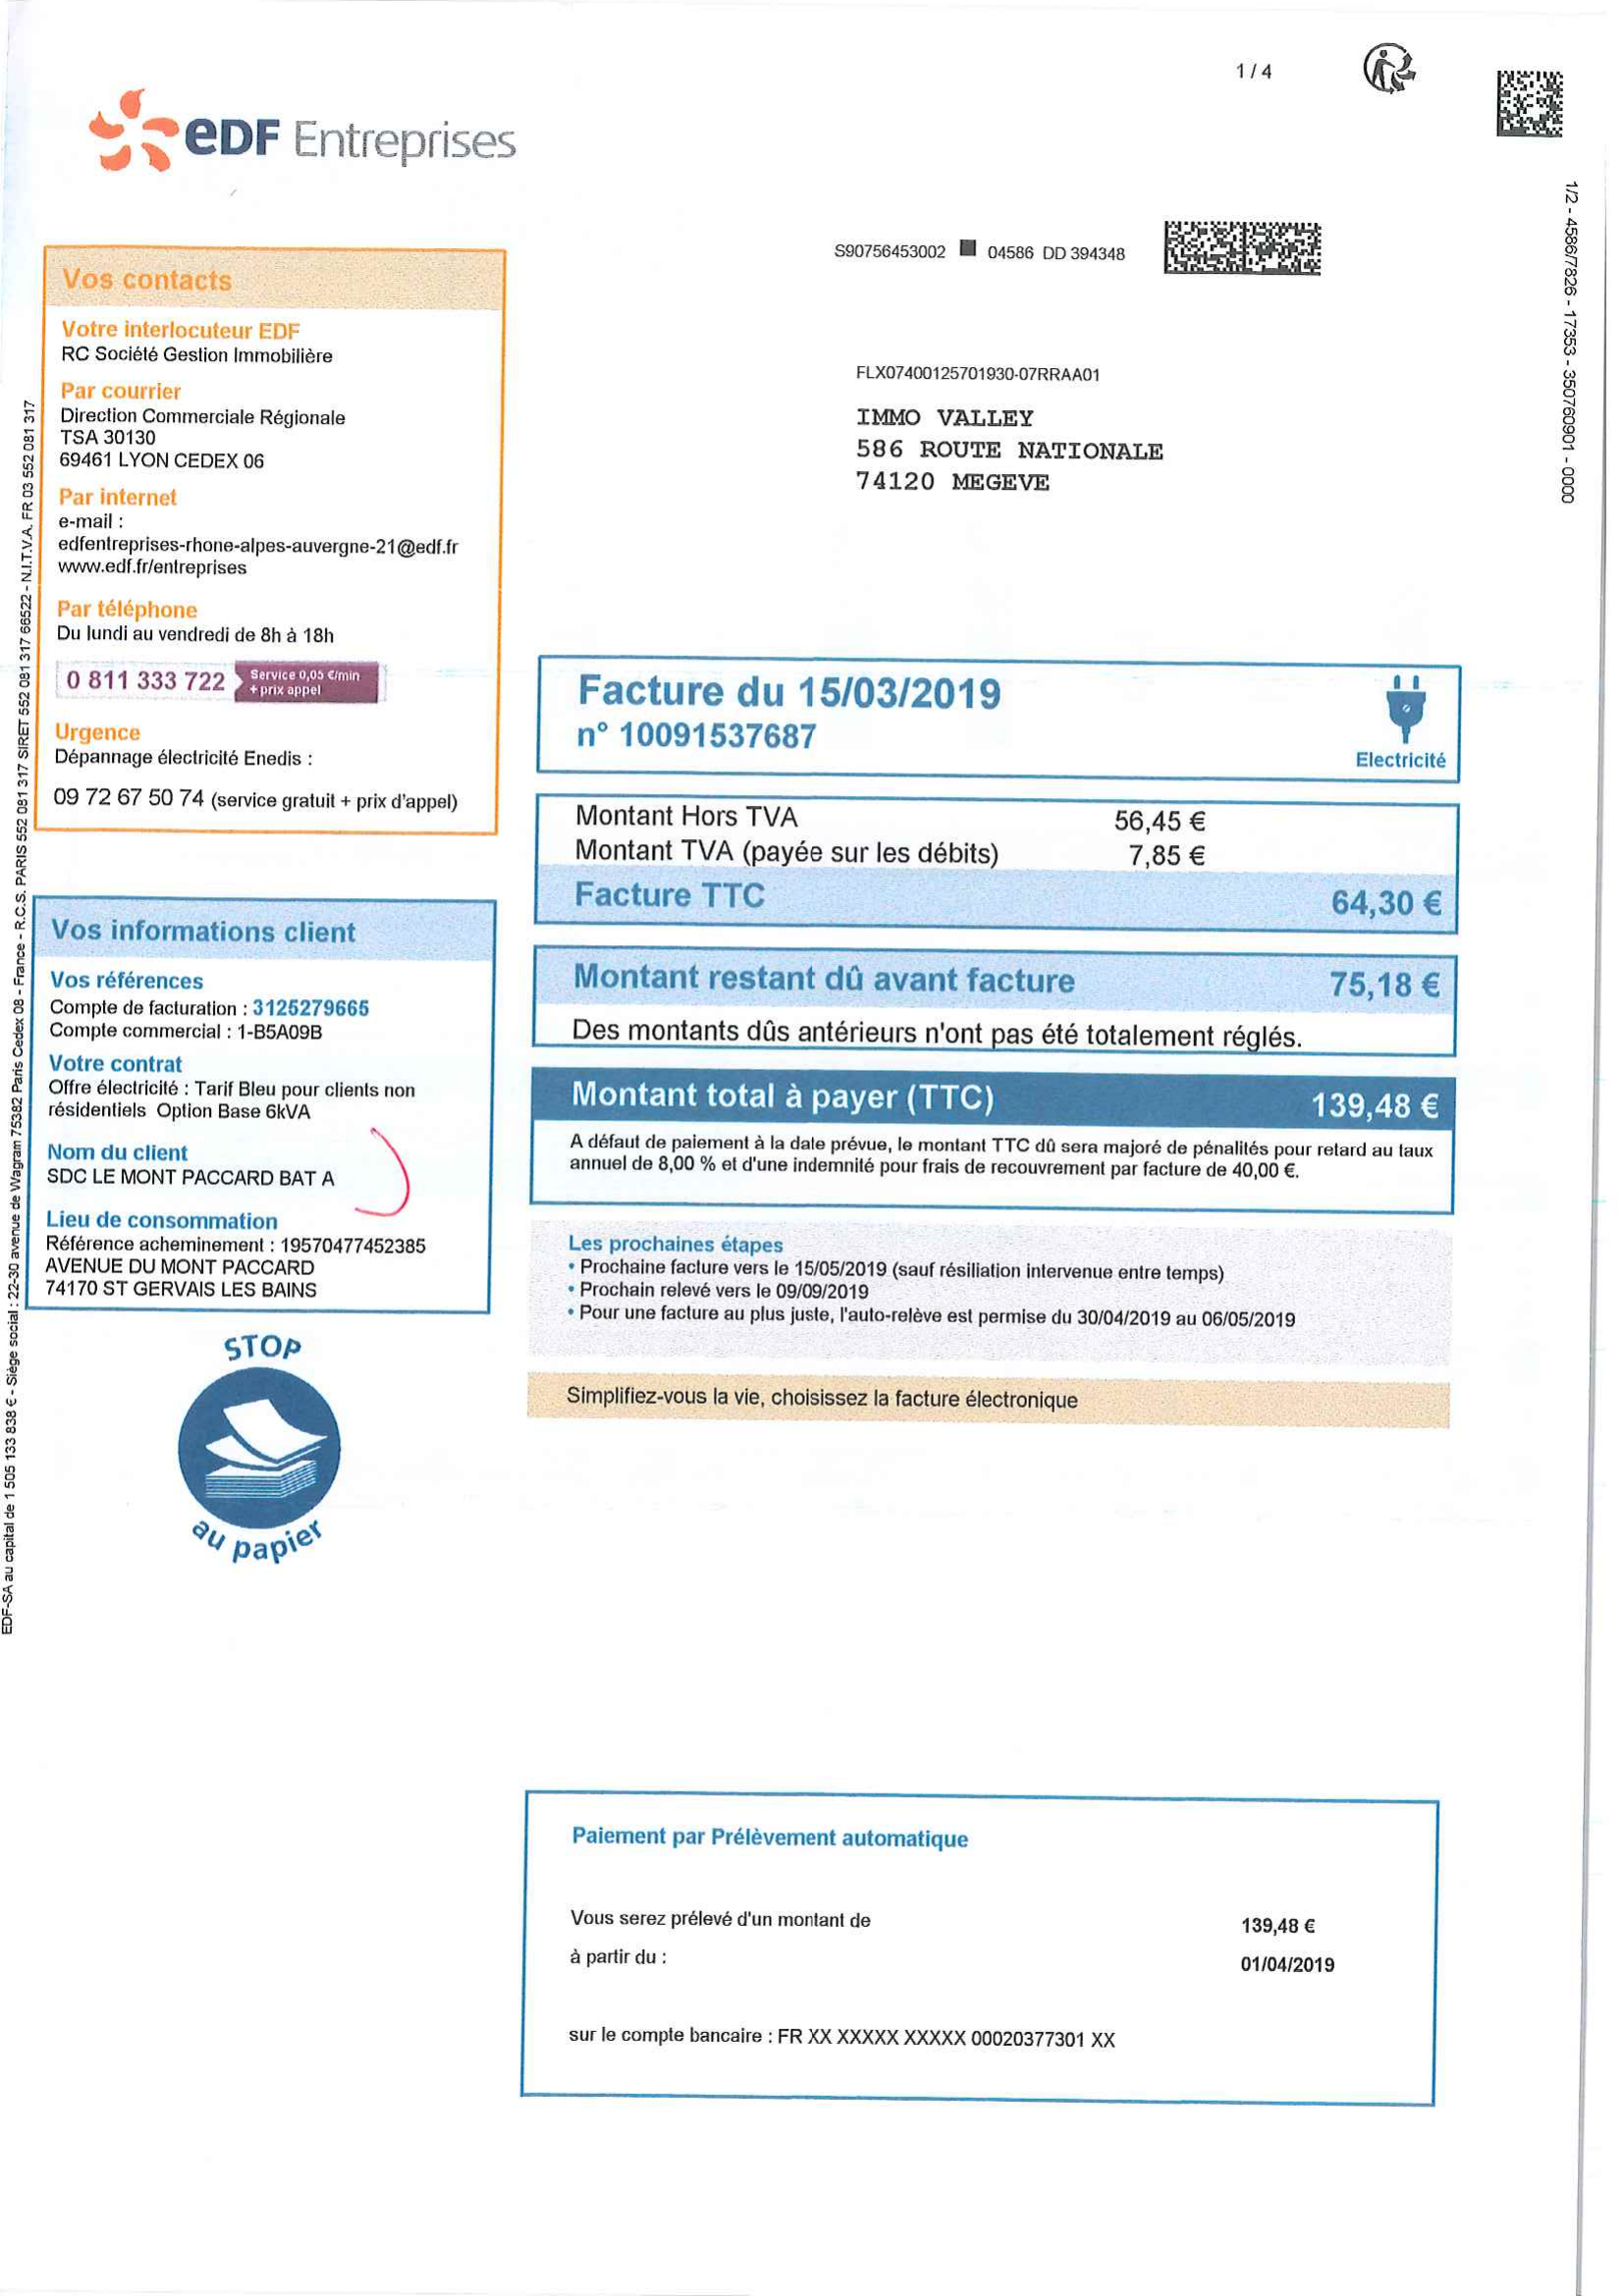 1 / 4
eDF Entreprises
S90756453002 04586 DD 394348
1/2 - 4586/7826 - 17353 - 350760901 - 0000
FLX07400125701930-07RRAA01
IMMO VALLEY
586 ROUTE NATIONALE
74120 MEGEVE
Vos contacts
Votre interlocuteur EDF
RC Société Gestion Immobilière
Par courrier
Direction Commerciale Régionale
TSA 30130
69461 LYON CEDEX 06
Par internet
e-mail :
edfentreprises-rhone-alpes-auvergne-21@edf.fr
www.edf.fr/entreprises
Par téléphone
Du lundi au vendredi de 8h à 18h
0 811 333 722 Service 0,05 €/min
+ prix appel
Urgence
Dépannage électricité Enedis :
09 72 67 50 74 (service gratuit + prix d'appel)
Vos informations client
Vos références
Compte de facturation : 3125279665
Compte commercial : 1-B5A09B
Votre contrat
Offre électricité : Tarif Bleu pour clients non
résidentiels Option Base 6kVA
Nom du client
SDC LE MONT PACCARD BAT A
Lieu de consommation
Référence acheminement : 19570477452385
AVENUE DU MONT PACCARD
74170 ST GERVAIS LES BAINS
STOP
au papier
EDF-SA au capital de 1 505 133 838 € - Siège social : 22-30 avenue de Wagram 75382 Paris Cedex 08 - France - R.C.S. PARIS 552 081 317 SIRET 552 081 317 66522 - N.I.T.V.A. FR 03 552 081 317
Facture du 15/03/2019
n° 10091537687
Electricité
Montant Hors TVA 56,45 €
Montant TVA (payée sur les débits) 7,85 €
Facture TTC 64,30 €
Montant restant dû avant facture 75,18 €
Des montants dûs antérieurs n'ont pas été totalement réglés.
Montant total à payer (TTC) 139,48 €
A défaut de paiement à la date prévue, le montant TTC dû sera majoré de pénalités pour retard au taux
annuel de 8,00 % et d'une indemnité pour frais de recouvrement par facture de 40,00 €.
Les prochaines étapes
• Prochaine facture vers le 15/05/2019 (sauf résiliation intervenue entre temps)
• Prochain relevé vers le 09/09/2019
• Pour une facture au plus juste, l'auto-relève est permise du 30/04/2019 au 06/05/2019
Simplifiez-vous la vie, choisissez la facture électronique
Paiement par Prélèvement automatique
Vous serez prélevé d'un montant de 139,48 €
à partir du : 01/04/2019
sur le compte bancaire : FR XX XXXXX XXXXX 00020377301 XX